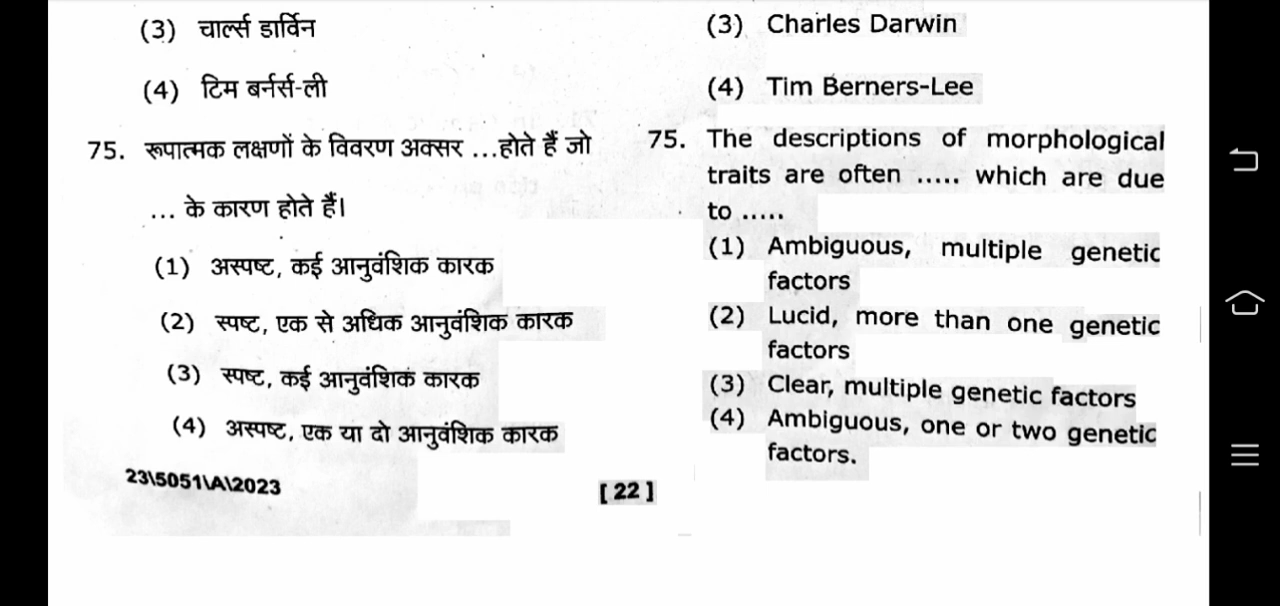 (3) चार्ल्स डार्विन
(4) टिम बर्नर्स-ली
75. रूपात्मक लक्षणों के विवरण अक्सर ...होते हैं जो
... के कारण होते हैं।
(1) अस्पष्ट, कई आनुवंशिक कारक
(2) स्पष्ट, एक से अधिक आनुवंशिक कारक
(3) स्पष्ट, कई आनुवंशिक कारक
(4) अस्पष्ट, एक या दो आनुवंशिक कारक
(3) Charles Darwin
(4) Tim Berners-Lee
75. The descriptions of morphological
traits are often ..... which are due
to .....
(1) Ambiguous, multiple genetic
factors
(2) Lucid, more than one genetic
factors
(3) Clear, multiple genetic factors
(4) Ambiguous, one or two genetic
factors.
23\5051\A\2023
[ 22 ]